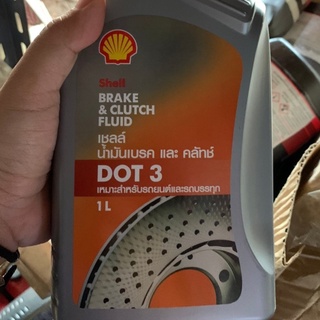 Shell
BRAKE
& CLUTCH
FLUID
เชลล์
น้ำมันเบรค และ คลัทช์
DOT 3
เหมาะสำหรับรถยนต์และรถบรรทุก
1 L